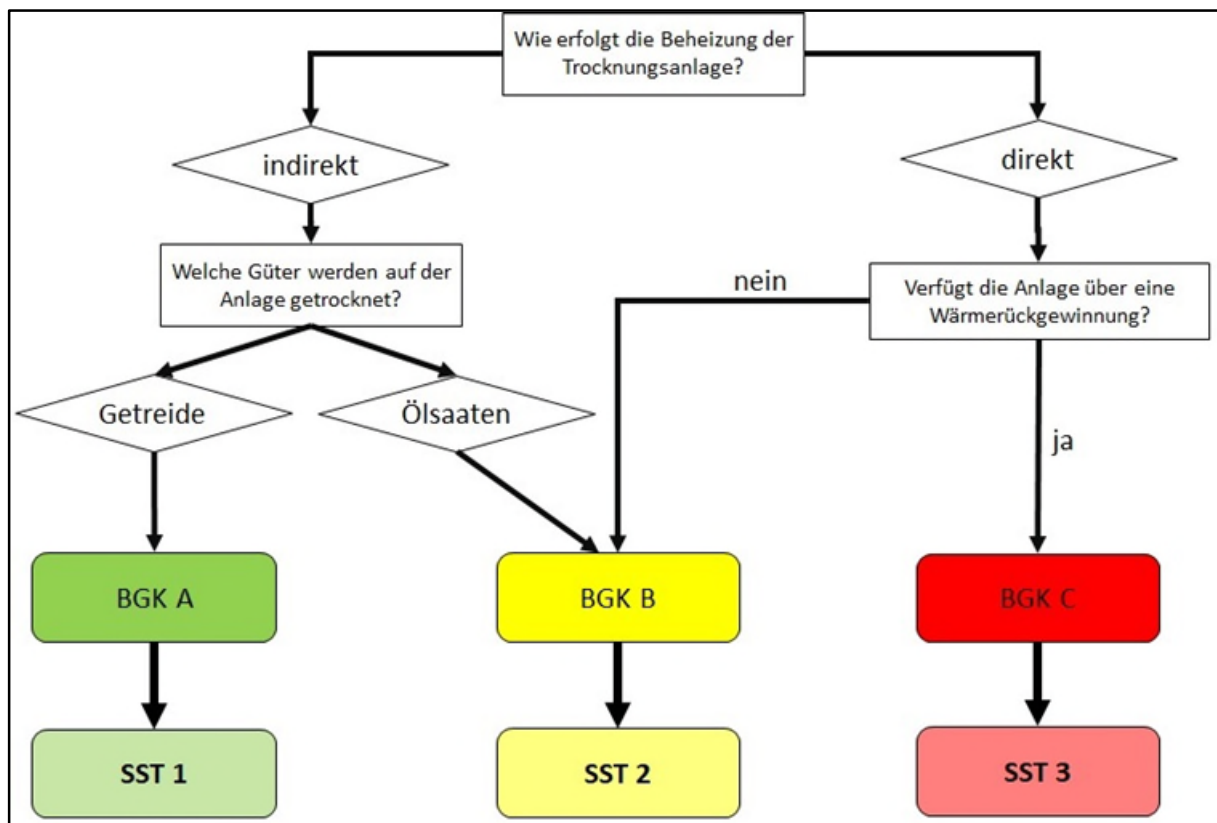 Wie erfolgt die Beheizung der
Trocknungsanlage?
indirekt
direkt
Welche Güter werden auf der
Anlage getrocknet?
nein
Verfügt die Anlage über eine
Wärmerückgewinnung?
Getreide
Ölsaaten
ja
BGK A
BGK B
BGK C
SST 1
SST 2
SST 3